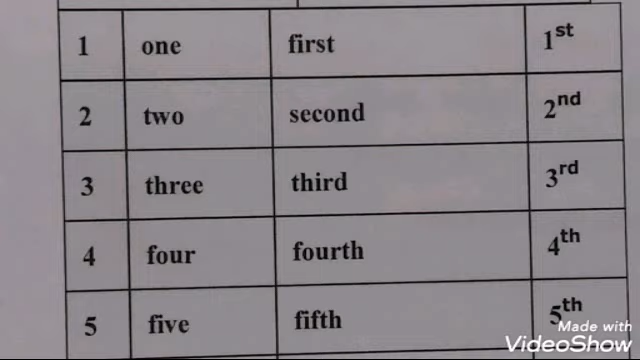 1 one first 1st
2 two second 2nd
3 three third 3rd
4 four fourth 4th
5 five fifth 5th
Made with
VideoShow